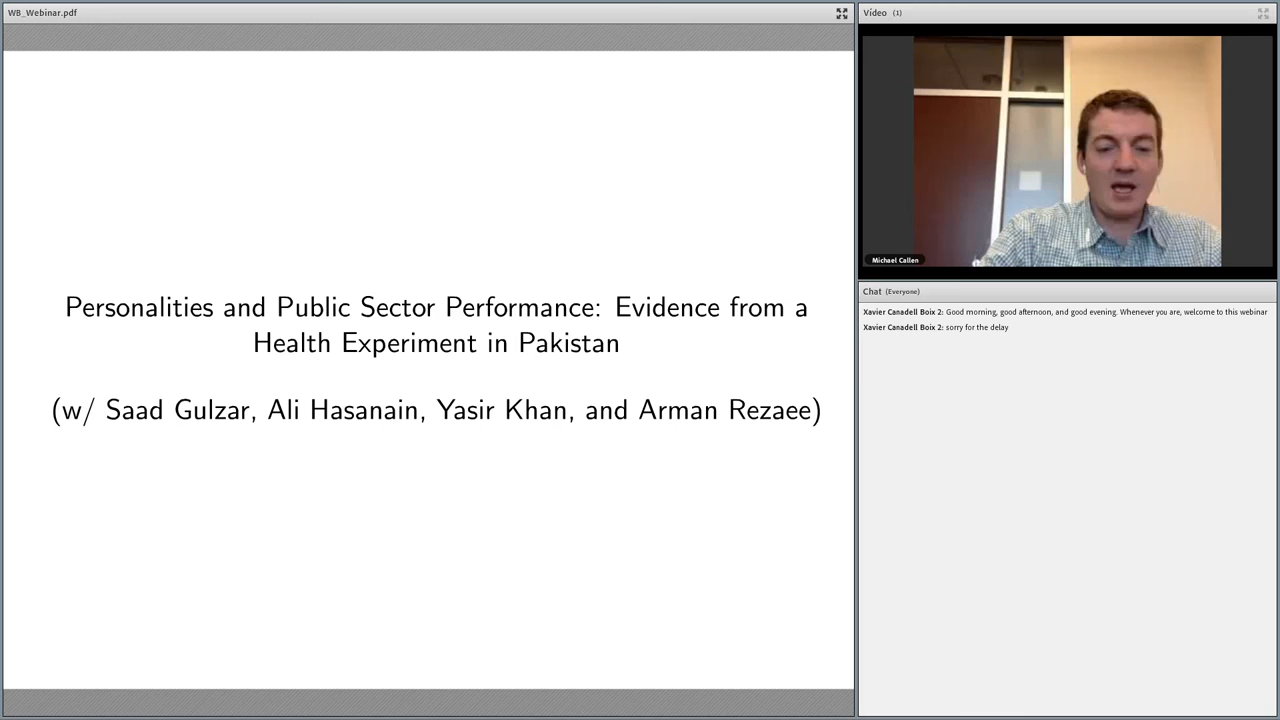 WB_Webinar.pdf
Personalities and Public Sector Performance: Evidence from a
Health Experiment in Pakistan
(w/ Saad Gulzar, Ali Hasanain, Yasir Khan, and Arman Rezaee)
Vídeo (1)
Michael Callen
Chat (Everyone)
Xavier Canadell Boix 2: Good morning, good afternoon, and good evening. Whenever you are, welcome to this webinar
Xavier Canadell Boix 2: sorry for the delay